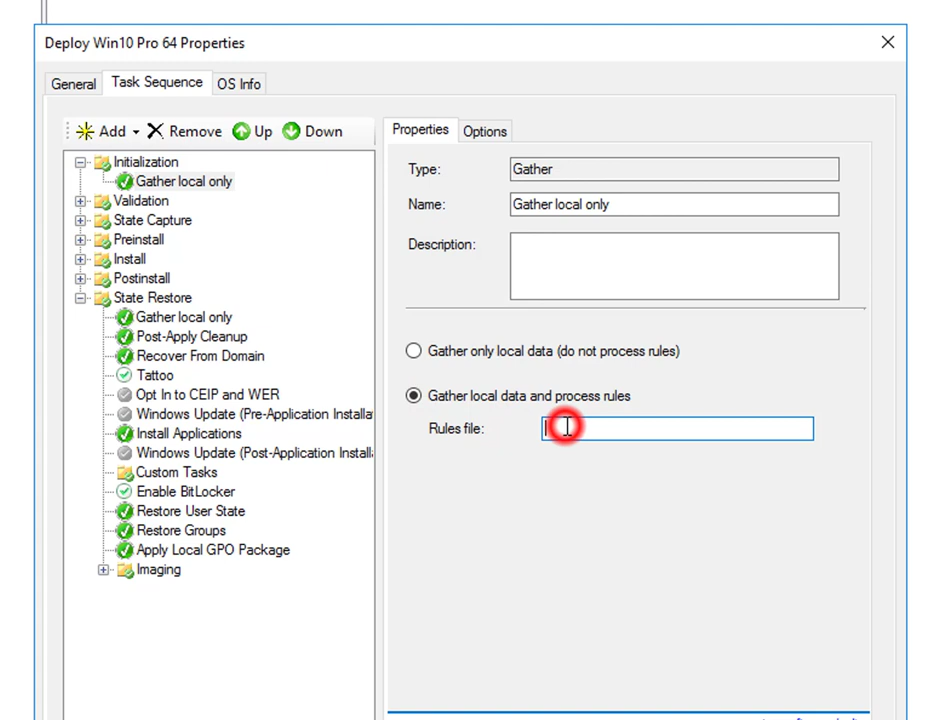 Deploy Win10 Pro 64 Properties
General
Task Sequence
OS Info
Add
Remove
Up
Down
Initialization
Gather local only
Validation
State Capture
Preinstall
Install
Postinstall
State Restore
Gather local only
Post-Apply Cleanup
Recover From Domain
Tattoo
Opt In to CEIP and WER
Windows Update (Pre-Application Installa
Install Applications
Windows Update (Post-Application Install
Custom Tasks
Enable BitLocker
Restore User State
Restore Groups
Apply Local GPO Package
Imaging
Properties
Options
Type:
Gather
Name:
Gather local only
Description:
Gather only local data (do not process rules)
Gather local data and process rules
Rules file: